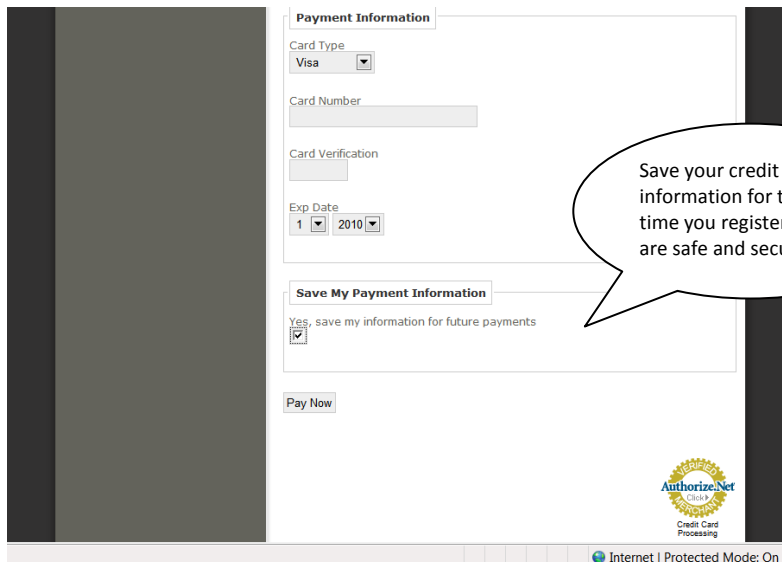 Payment Information
Card Type
Visa
Card Number
Card Verification
Exp Date
1 2010
Save your credit
information for t
time you register
are safe and secu
Save My Payment Information
Yes, save my information for future payments
Pay Now
VERIFIED
Authorize.Net
Click
MERCHANT
Credit Card
Processing
Internet | Protected Mode: On